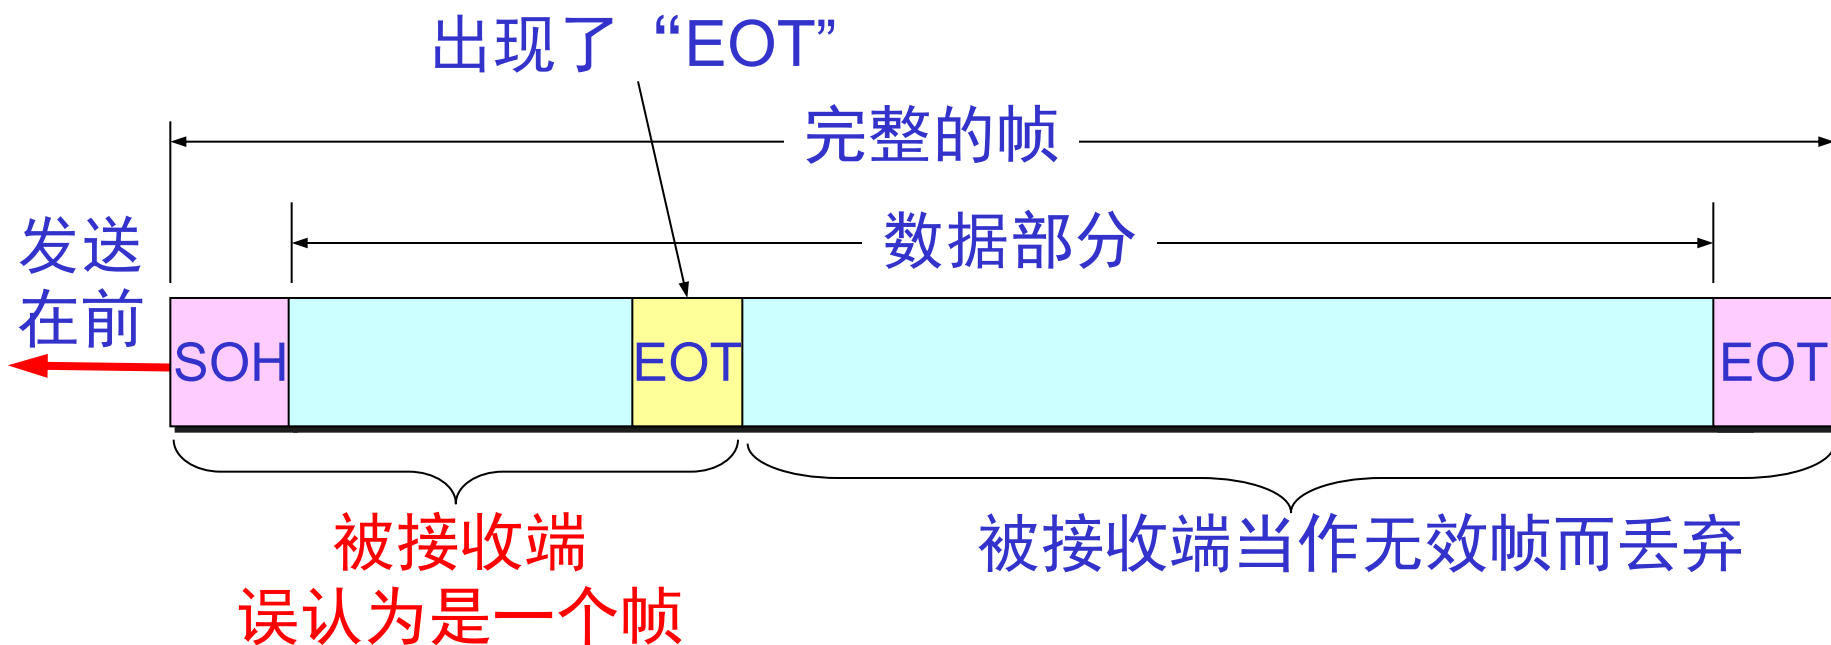 出现了“EOT”
完整的帧
数据部分
发送
在前
SOH
EOT
EOT
被接收端
误认为是一个帧
被接收端当作无效帧而丢弃